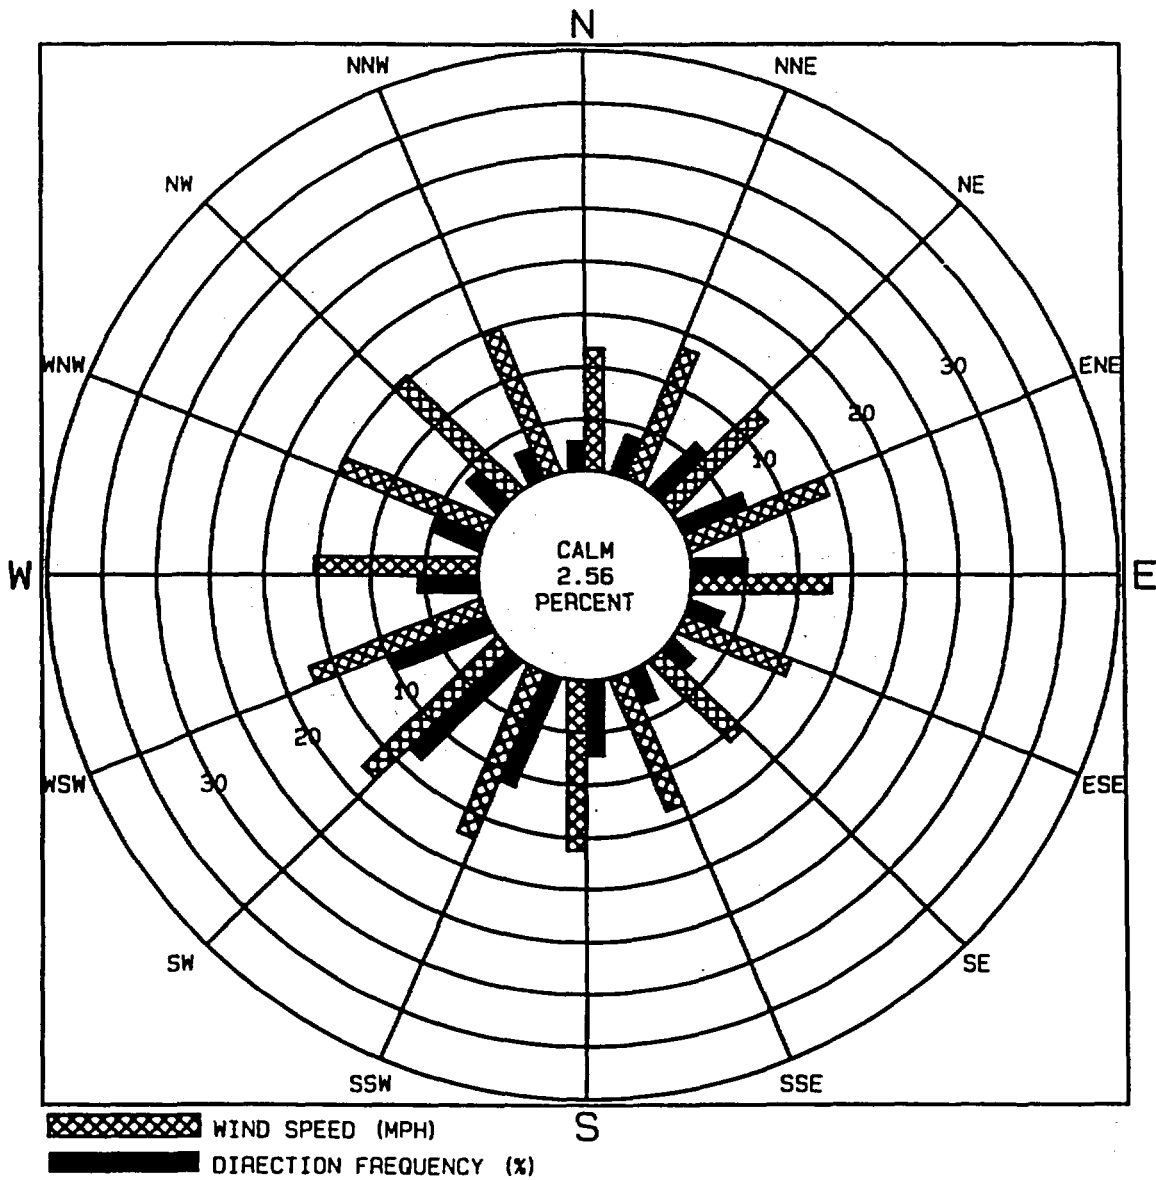 N
NNW
NNE
NW
NE
WNW
ENE
30
20
10
CALM
2.56
PERCENT
W
E
10
20
30
WSW
ESE
SW
SE
SSW
SSE
S
WIND SPEED (MPH)
DIRECTION FREQUENCY (%)